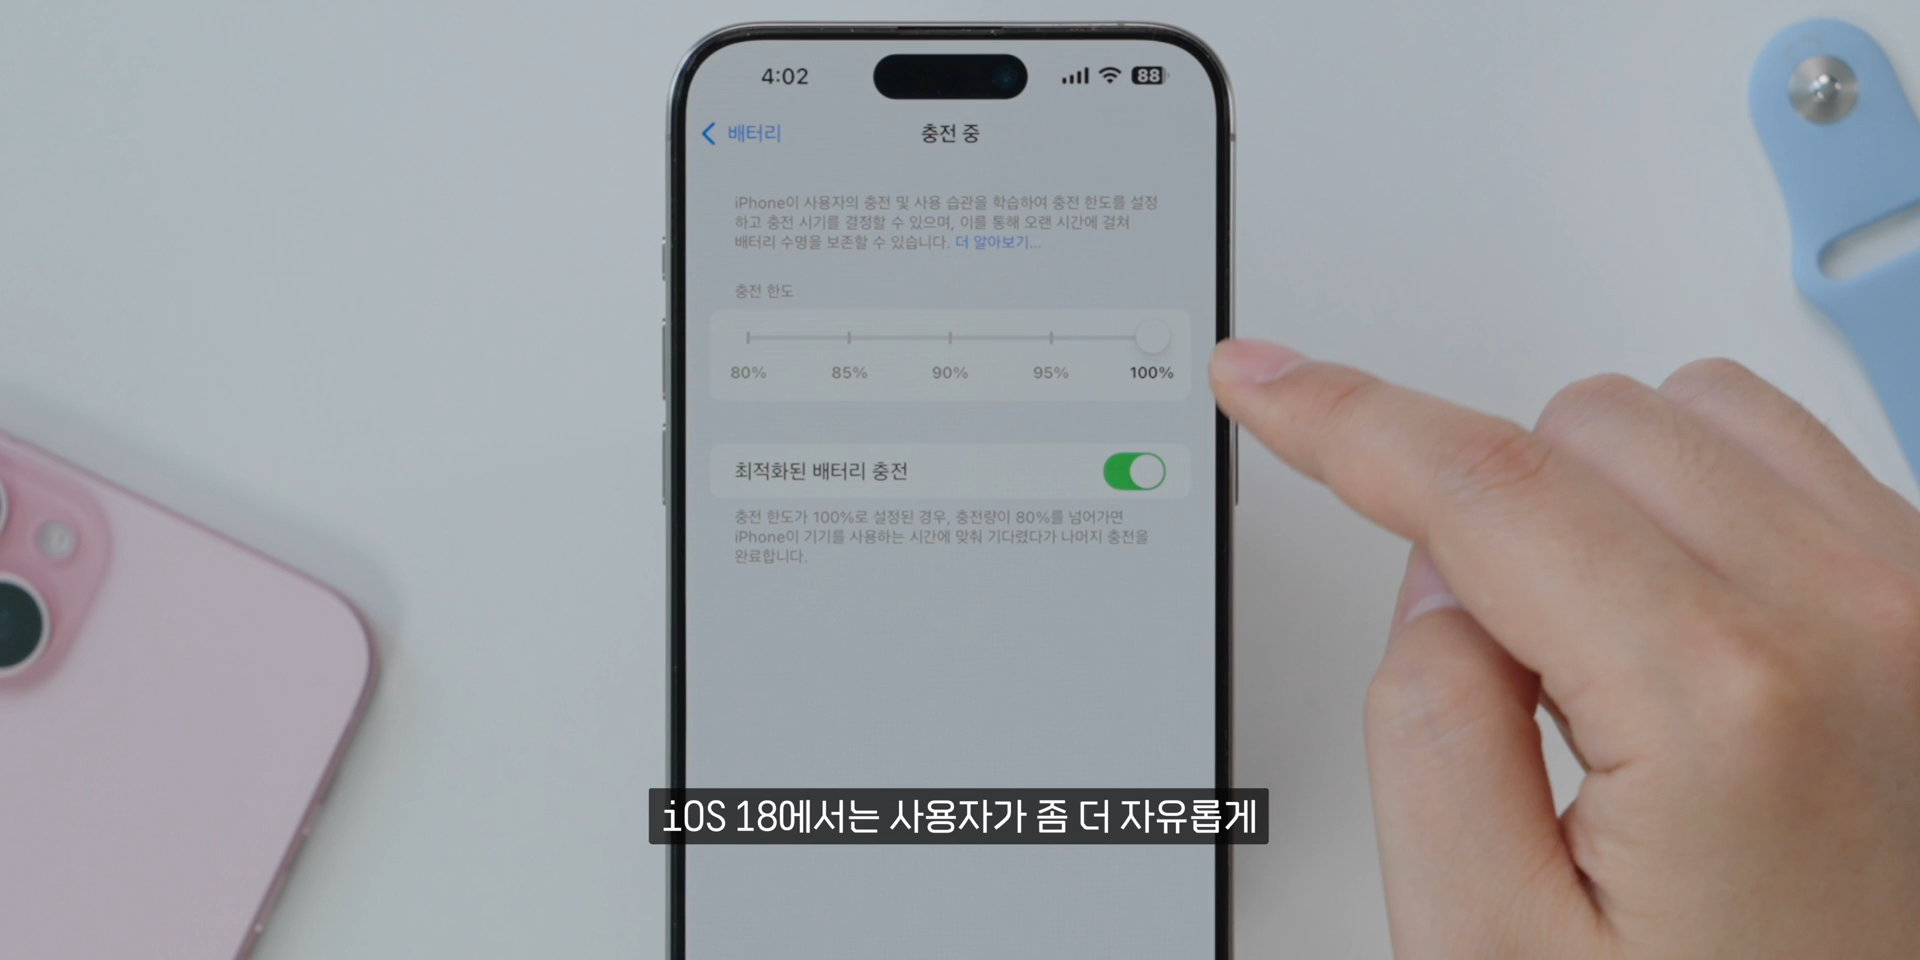 4:02
88
배터리
충전 중
iPhone이 사용자의 충전 및 사용 습관을 학습하여 충전 한도를 설정
하고 충전 시기를 결정할 수 있으며, 이를 통해 오랜 시간에 걸쳐
배터리 수명을 보존할 수 있습니다. 더 알아보기...
충전 한도
80% 85% 90% 95% 100%
최적화된 배터리 충전
충전 한도가 100%로 설정된 경우, 충전량이 80%를 넘어가면
iPhone이 기기를 사용하는 시간에 맞춰 기다렸다가 나머지 충전을
완료합니다.
iOS 18에서는 사용자가 좀 더 자유롭게